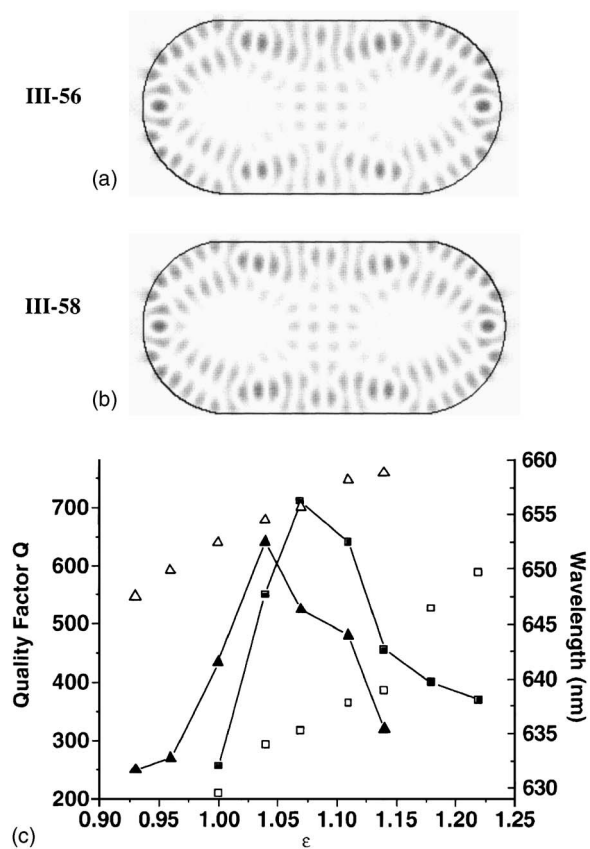 III-56
(a)
III-58
(b)
Quality Factor Q
700
600
500
400
300
200
660
655
650
645
640
635
630
Wavelength (nm)
0.90 0.95 1.00 1.05 1.10 1.15 1.20 1.25
ε
(c)